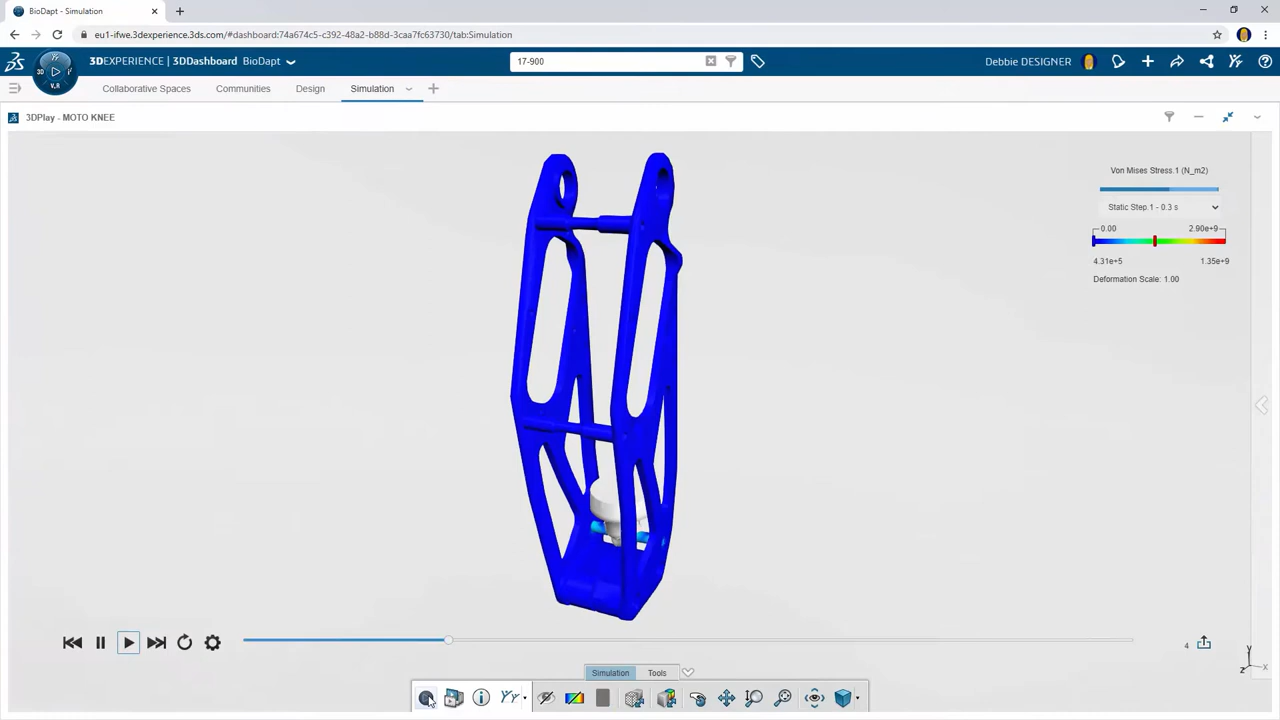 BioDapt - Simulation
eu1-ifwe.3dexperience.3ds.com/#dashboard:74a674c5-c392-48a2-b88d-3caa7fc63730/tab:Simulation
3DEXPERIENCE | 3DDashboard BioDapt
17-900
Debbie DESIGNER
3D
V.R
Collaborative Spaces
Communities
Design
Simulation
3DPlay - MOTO KNEE
Von Mises Stress.1 (N_m2)
Static Step.1 - 0.3 s
0.00
2.90e+9
4.31e+5
1.35e+9
Deformation Scale: 1.00
4
Y
Z
X
Simulation
Tools